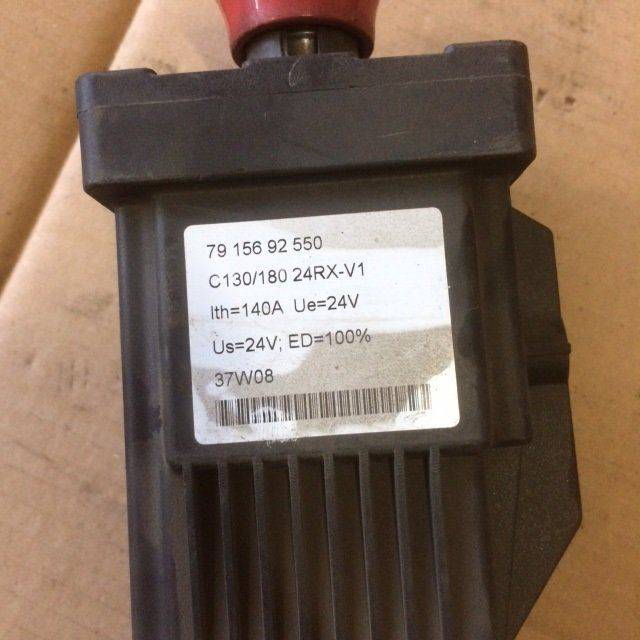 79 156 92 550
C130/180 24RX-V1
Ith=140A Ue=24V
Us=24V; ED=100%
37W08